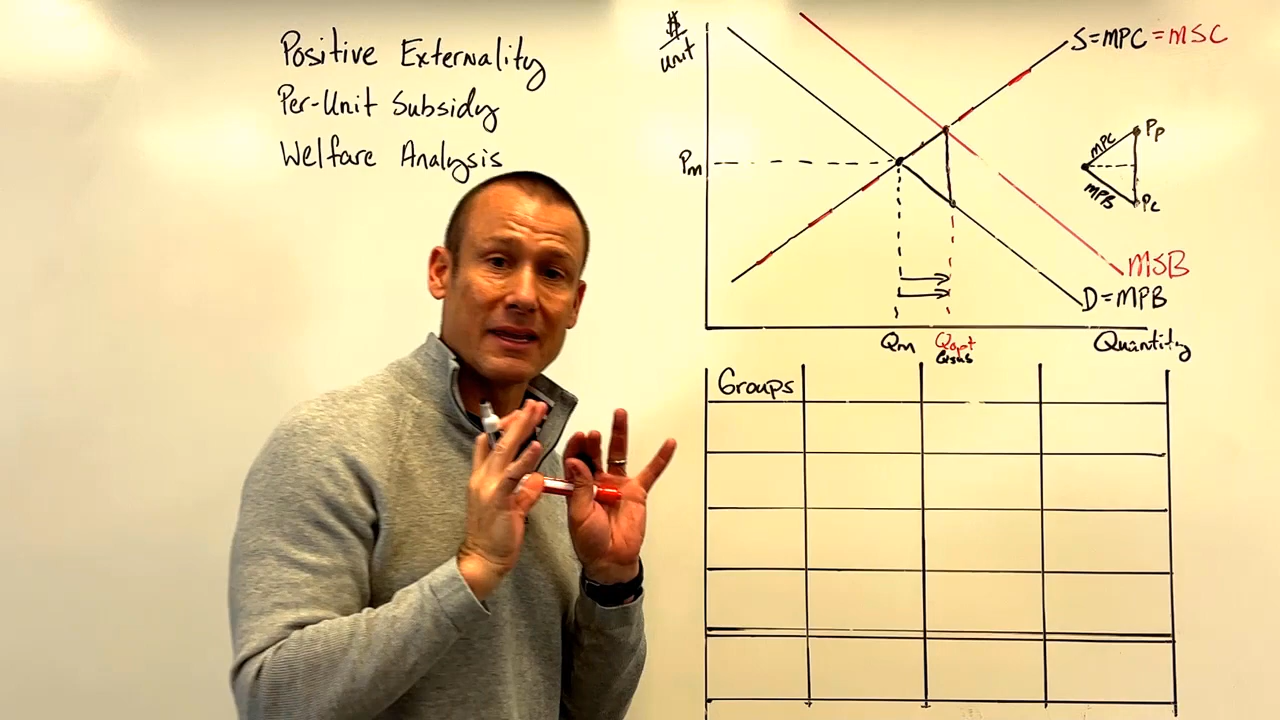 Positive Externality
Per-Unit Subsidy
Welfare Analysis
$/unit
S=MPC=MSC
Pm
MPC
Pp
MPB
Pc
MSB
D=MPB
Qm
Qopt
Quantity
Groups